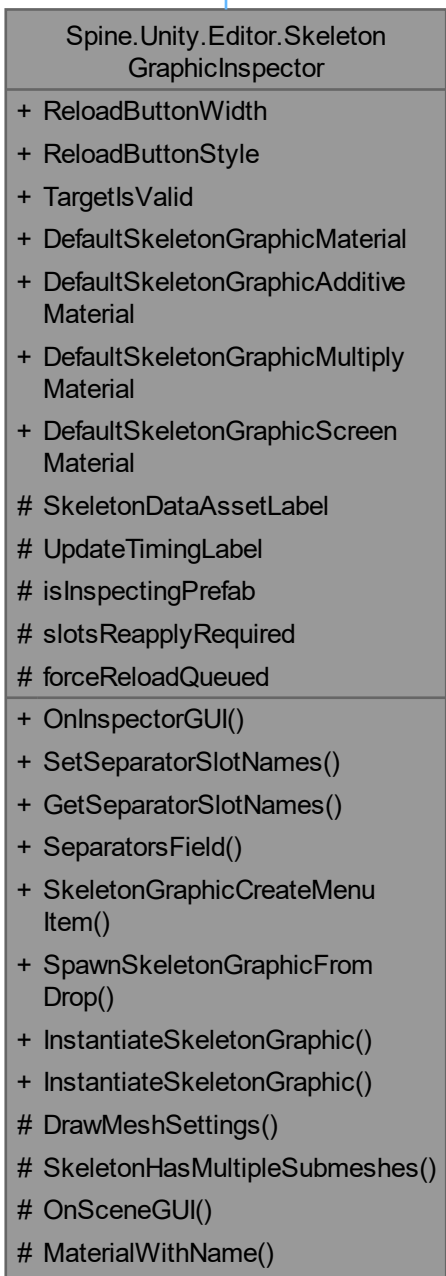 Spine.Unity.Editor.Skeleton
GraphicInspector
+ ReloadButtonWidth
+ ReloadButtonStyle
+ TargetIsValid
+ DefaultSkeletonGraphicMaterial
+ DefaultSkeletonGraphicAdditive
Material
+ DefaultSkeletonGraphicMultiply
Material
+ DefaultSkeletonGraphicScreen
Material
# SkeletonDataAssetLabel
# UpdateTimingLabel
# isInspectingPrefab
# slotsReapplyRequired
# forceReloadQueued
+ OnInspectorGUI()
+ SetSeparatorSlotNames()
+ GetSeparatorSlotNames()
+ SeparatorsField()
+ SkeletonGraphicCreateMenu
Item()
+ SpawnSkeletonGraphicFrom
Drop()
+ InstantiateSkeletonGraphic()
+ InstantiateSkeletonGraphic()
# DrawMeshSettings()
# SkeletonHasMultipleSubmeshes()
# OnSceneGUI()
# MaterialWithName()